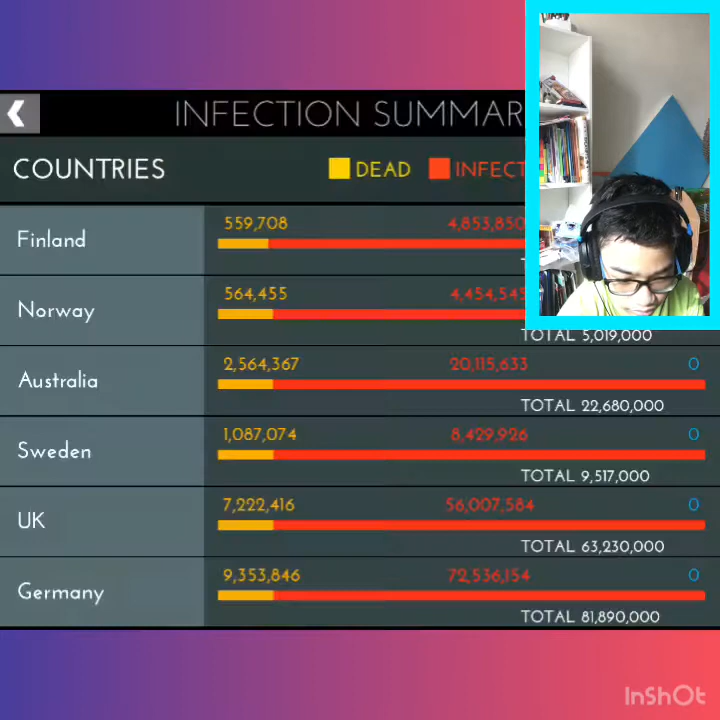 INFECTION SUMMAR
COUNTRIES DEAD INFECT
Finland 559,708 4,853,850
Norway 564,455 4,454,545
TOTAL 5,019,000
Australia 2,564,367 20,115,633 0
TOTAL 22,680,000
Sweden 1,087,074 8,429,926 0
TOTAL 9,517,000
UK 7,222,416 56,007,584 0
TOTAL 63,230,000
Germany 9,353,846 72,536,154 0
TOTAL 81,890,000
InShOt